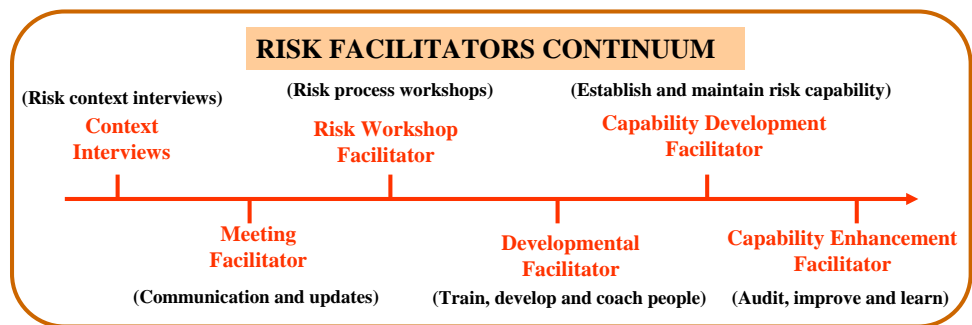 RISK FACILITATORS CONTINUUM
(Risk context interviews)
Context
Interviews
(Risk process workshops)
Risk Workshop
Facilitator
(Establish and maintain risk capability)
Capability Development
Facilitator
Meeting
Facilitator
(Communication and updates)
Developmental
Facilitator
(Train, develop and coach people)
Capability Enhancement
Facilitator
(Audit, improve and learn)